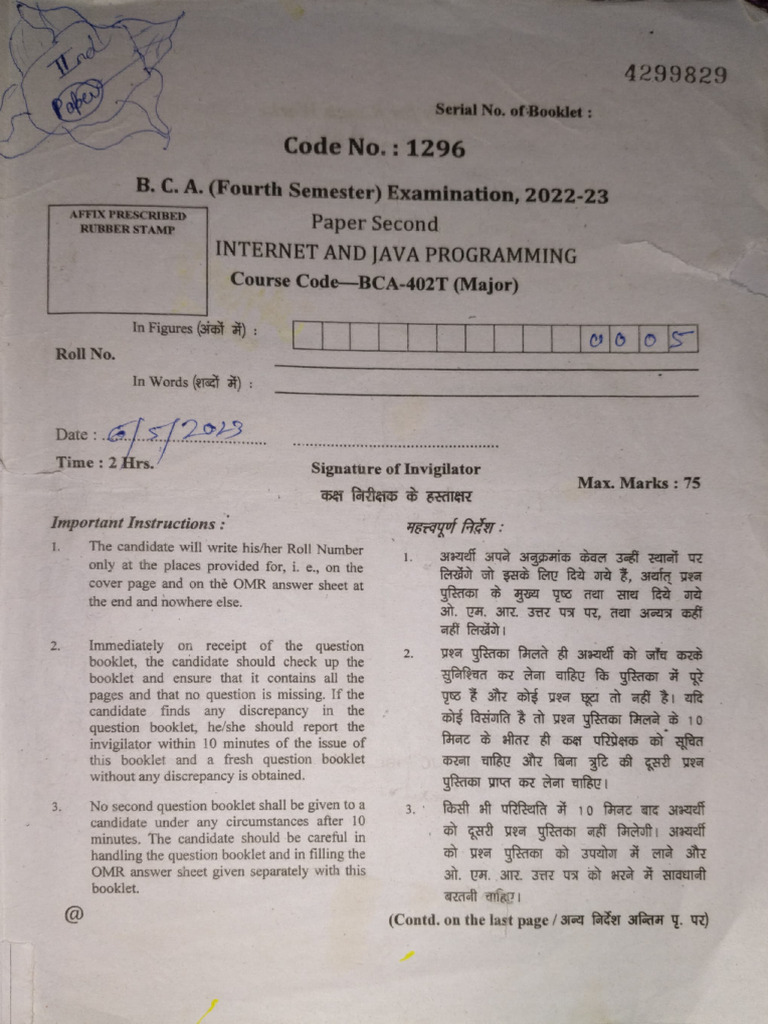 IInd
Paper
4299829
Serial No. of Booklet :
Code No. : 1296
B. C. A. (Fourth Semester) Examination, 2022-23
AFFIX PRESCRIBED
RUBBER STAMP
Paper Second
INTERNET AND JAVA PROGRAMMING
Course Code—BCA-402T (Major)
In Figures (अंकों में) :
0 0 0 5
Roll No.
In Words (शब्दों में) :
Date : 6/5/2023
Time : 2 Hrs.
Signature of Invigilator
कक्ष निरीक्षक के हस्ताक्षर
Max. Marks : 75
Important Instructions :
1. The candidate will write his/her Roll Number
only at the places provided for, i. e., on the
cover page and on the OMR answer sheet at
the end and nowhere else.
2. Immediately on receipt of the question
booklet, the candidate should check up the
booklet and ensure that it contains all the
pages and that no question is missing. If the
candidate finds any discrepancy in the
question booklet, he/she should report the
invigilator within 10 minutes of the issue of
this booklet and a fresh question booklet
without any discrepancy is obtained.
3. No second question booklet shall be given to a
candidate under any circumstances after 10
minutes. The candidate should be careful in
handling the question booklet and in filling the
OMR answer sheet given separately with this
booklet.
@
महत्त्वपूर्ण निर्देश :
1. अभ्यर्थी अपने अनुक्रमांक केवल उन्हीं स्थानों पर
लिखेंगे जो इसके लिए दिये गये हैं, अर्थात् प्रश्न
पुस्तिका के मुख्य पृष्ठ तथा साथ दिये गये
ओ. एम. आर. उत्तर पत्र पर, तथा अन्यत्र कहीं
नहीं लिखेंगे।
2. प्रश्न पुस्तिका मिलते ही अभ्यर्थी को जाँच करके
सुनिश्चित कर लेना चाहिए कि पुस्तिका में पूरे
पृष्ठ हैं और कोई प्रश्न छूटा तो नहीं है। यदि
कोई विसंगति है तो प्रश्न पुस्तिका मिलने के 10
मिनट के भीतर ही कक्ष परिप्रेक्षक को सूचित
करना चाहिए और बिना त्रुटि की दूसरी प्रश्न
पुस्तिका प्राप्त कर लेना चाहिए।
3. किसी भी परिस्थिति में 10 मिनट बाद अभ्यर्थी
को दूसरी प्रश्न पुस्तिका नहीं मिलेगी। अभ्यर्थी
को प्रश्न पुस्तिका को उपयोग में लाने और
ओ. एम. आर. उत्तर पत्र को भरने में सावधानी
बरतनी चाहिए।
(Contd. on the last page / अन्य निर्देश अन्तिम पृ. पर)